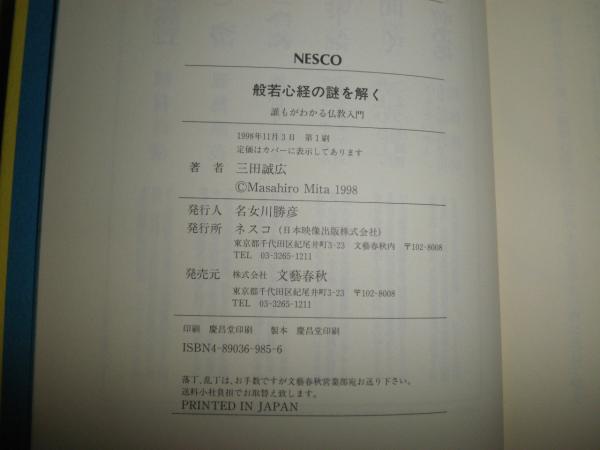 NESCO
般若心経の謎を解く
誰もがわかる仏教入門
1998年11月3日 第1刷
定価はカバーに表示してあります
著者 三田誠広
©Masahiro Mita 1998
発行人 名女川勝彦
発行所 ネスコ（日本映像出版株式会社）
東京都千代田区紀尾井町3-23 文藝春秋内 〒102-8008
TEL 03-3265-1211
発売元 株式会社 文藝春秋
東京都千代田区紀尾井町3-23 〒102-8008
TEL 03-3265-1211
印刷 慶昌堂印刷 製本 慶昌堂印刷
ISBN4-89036-985-6
落丁、乱丁は、お手数ですが文藝春秋営業部宛お送り下さい。
送料小社負担でお取替え致します。
PRINTED IN JAPAN